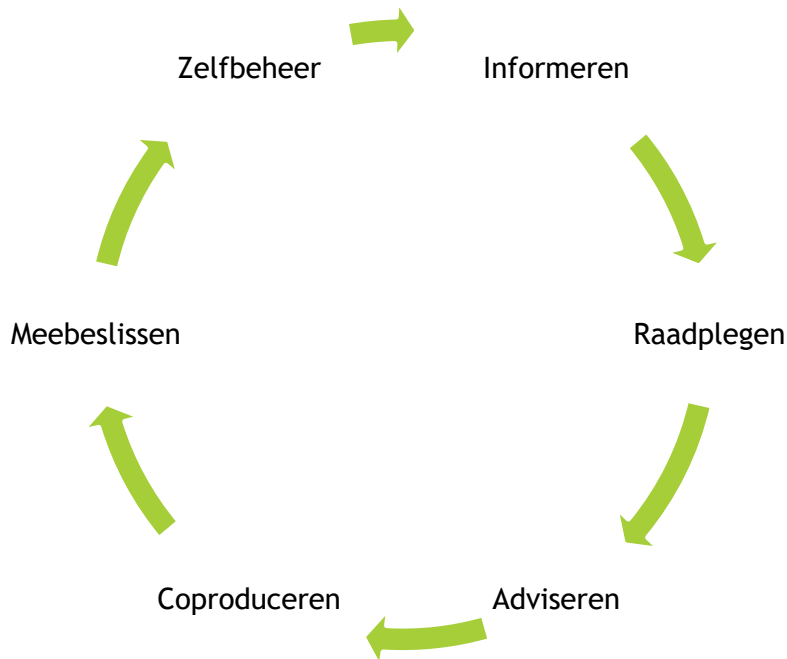 Zelfbeheer
Informeren
Meebeslissen
Raadplegen
Coproduceren
Adviseren